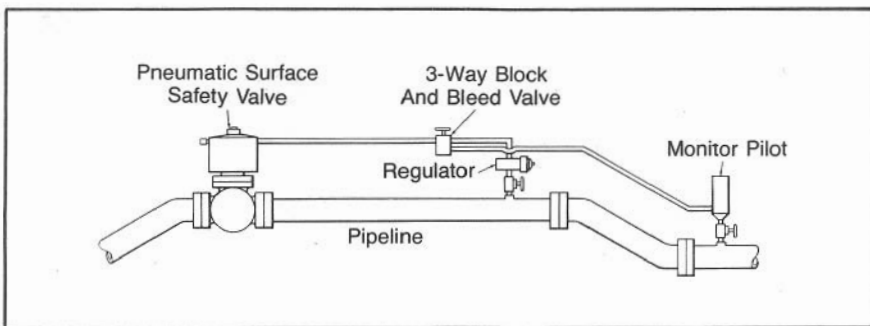 Pneumatic Surface
Safety Valve
3-Way Block
And Bleed Valve
Monitor Pilot
Regulator
Pipeline